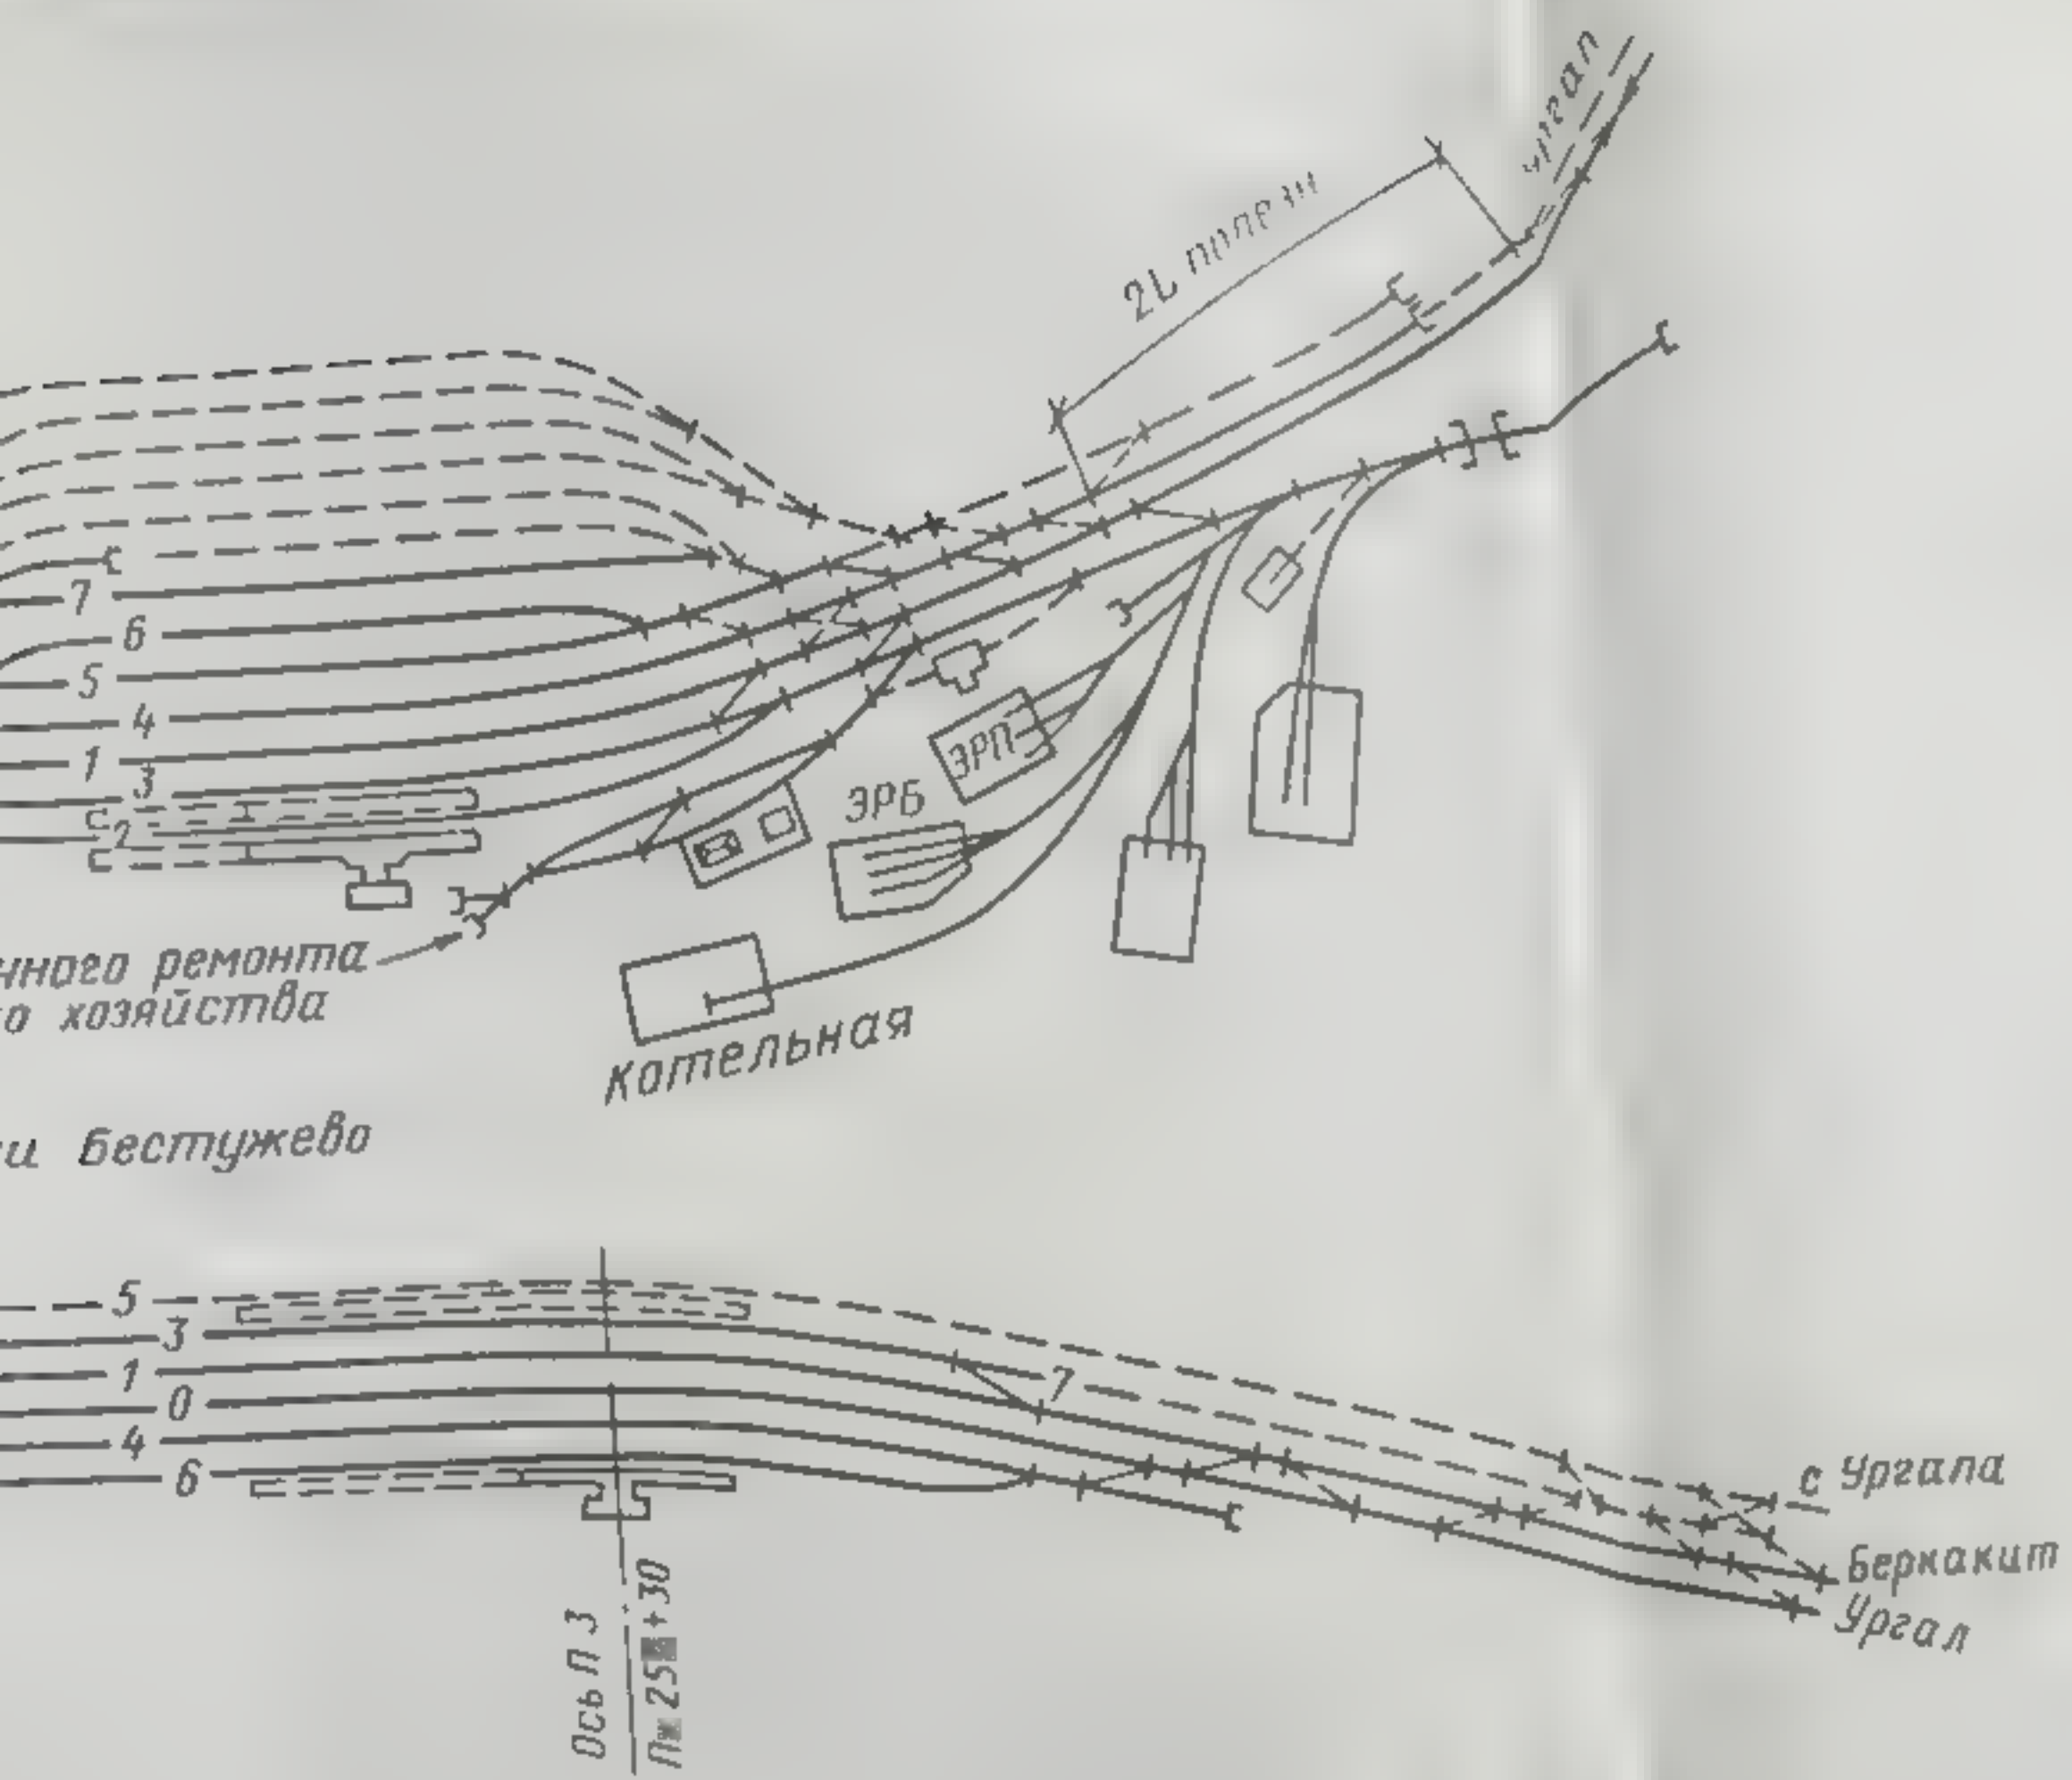 Ургал
2L полезн
7
6
5
4
1
3
2
ЭРП
ЭРБ
нного ремонта
о хозяйства
Котельная
и Бестужево
5
3
1
0
4
6
7
с Ургала
Беркакит
Ургал
Ось П З